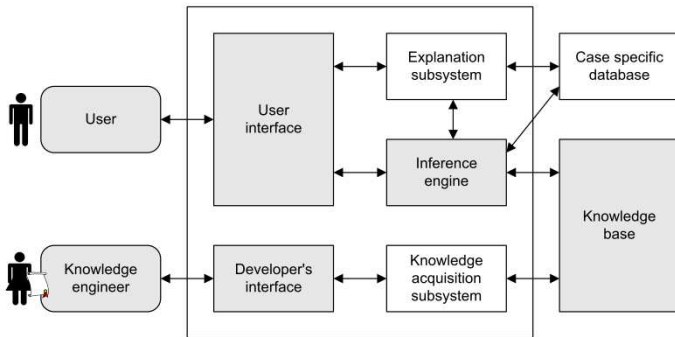 Explanation
subsystem
Case specific
database
User
User
interface
Inference
engine
Knowledge
base
Knowledge
engineer
Developer's
interface
Knowledge
acquisition
subsystem